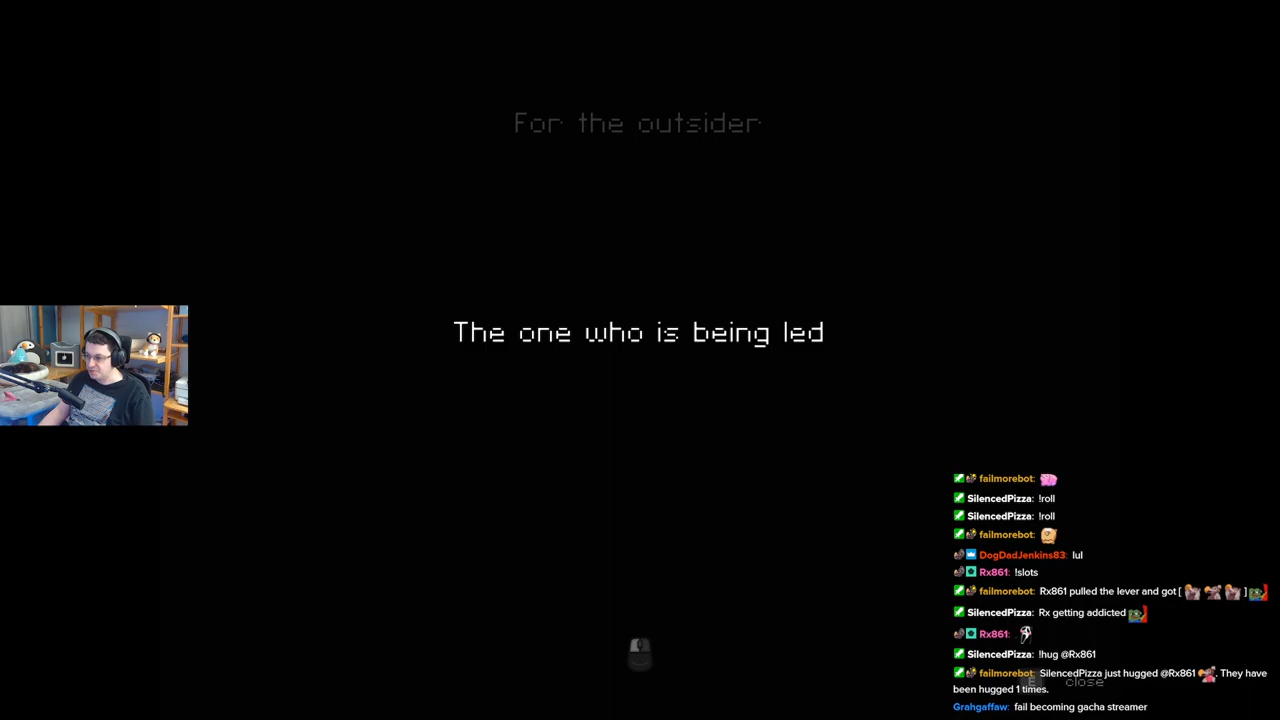 For the outsider
The one who is being led
failmorebot:
SilencedPizza: !roll
SilencedPizza: !roll
failmorebot:
DogDadJenkins83: lul
Rx861: !slots
failmorebot: Rx861 pulled the lever and got [ ]
SilencedPizza: Rx getting addicted
Rx861:
SilencedPizza: !hug @Rx861
failmorebot: SilencedPizza just hugged @Rx861 . They have
been hugged 1 times.
E close
Grahgaffaw: fail becoming gacha streamer